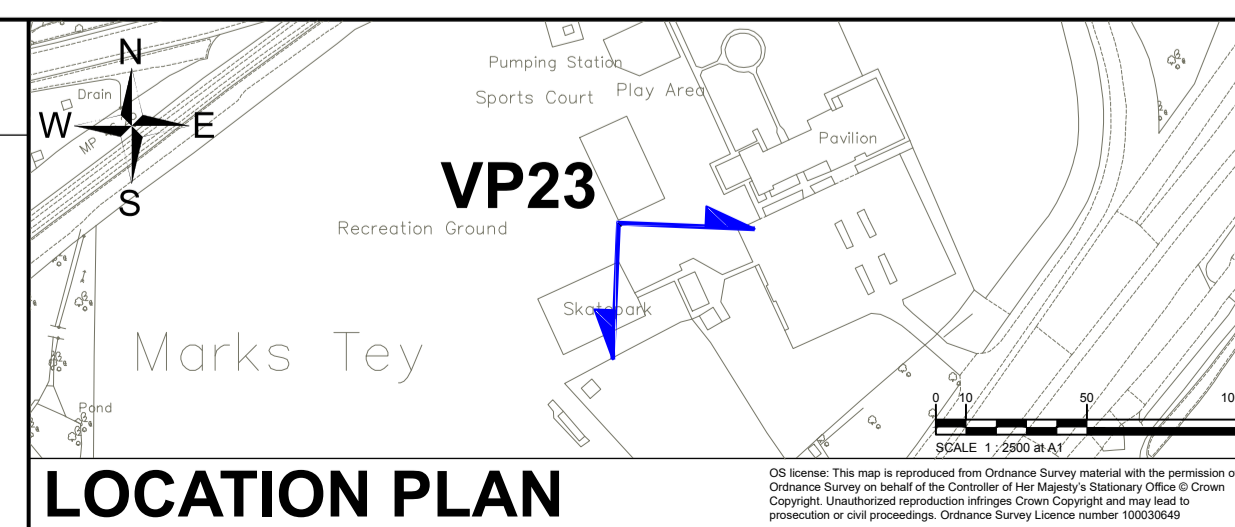 N
Pumping Station
Drain
Sports Court
Play Area
W
E
MP
Pavilion
VP23
S
Recreation Ground
Skatepark
Marks Tey
Pond
0 10 50 10
SCALE 1 : 2500 at A1
LOCATION PLAN
OS license: This map is reproduced from Ordnance Survey material with the permission o
Ordnance Survey on behalf of the Controller of Her Majesty's Stationary Office © Crown
Copyright. Unauthorized reproduction infringes Crown Copyright and may lead to
prosecution or civil proceedings. Ordnance Survey Licence number 100030649